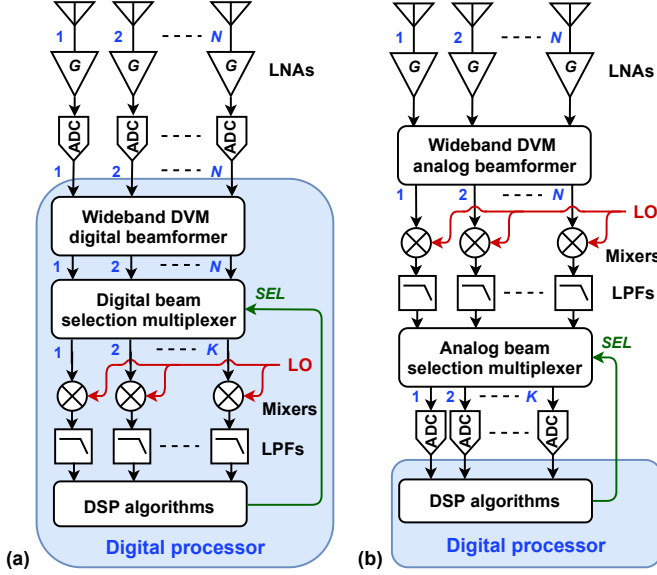 1
2
N
G
G
G
LNAs
ADC
ADC
ADC
1
2
N
Wideband DVM
digital beamformer
1
2
N
SEL
Digital beam
selection multiplexer
1
2
K
LO
Mixers
LPFs
DSP algorithms
(a)
Digital processor
1
2
N
G
G
G
LNAs
Wideband DVM
analog beamformer
1
2
N
LO
Mixers
LPFs
SEL
Analog beam
selection multiplexer
1
2
K
ADC
ADC
ADC
DSP algorithms
(b)
Digital processor